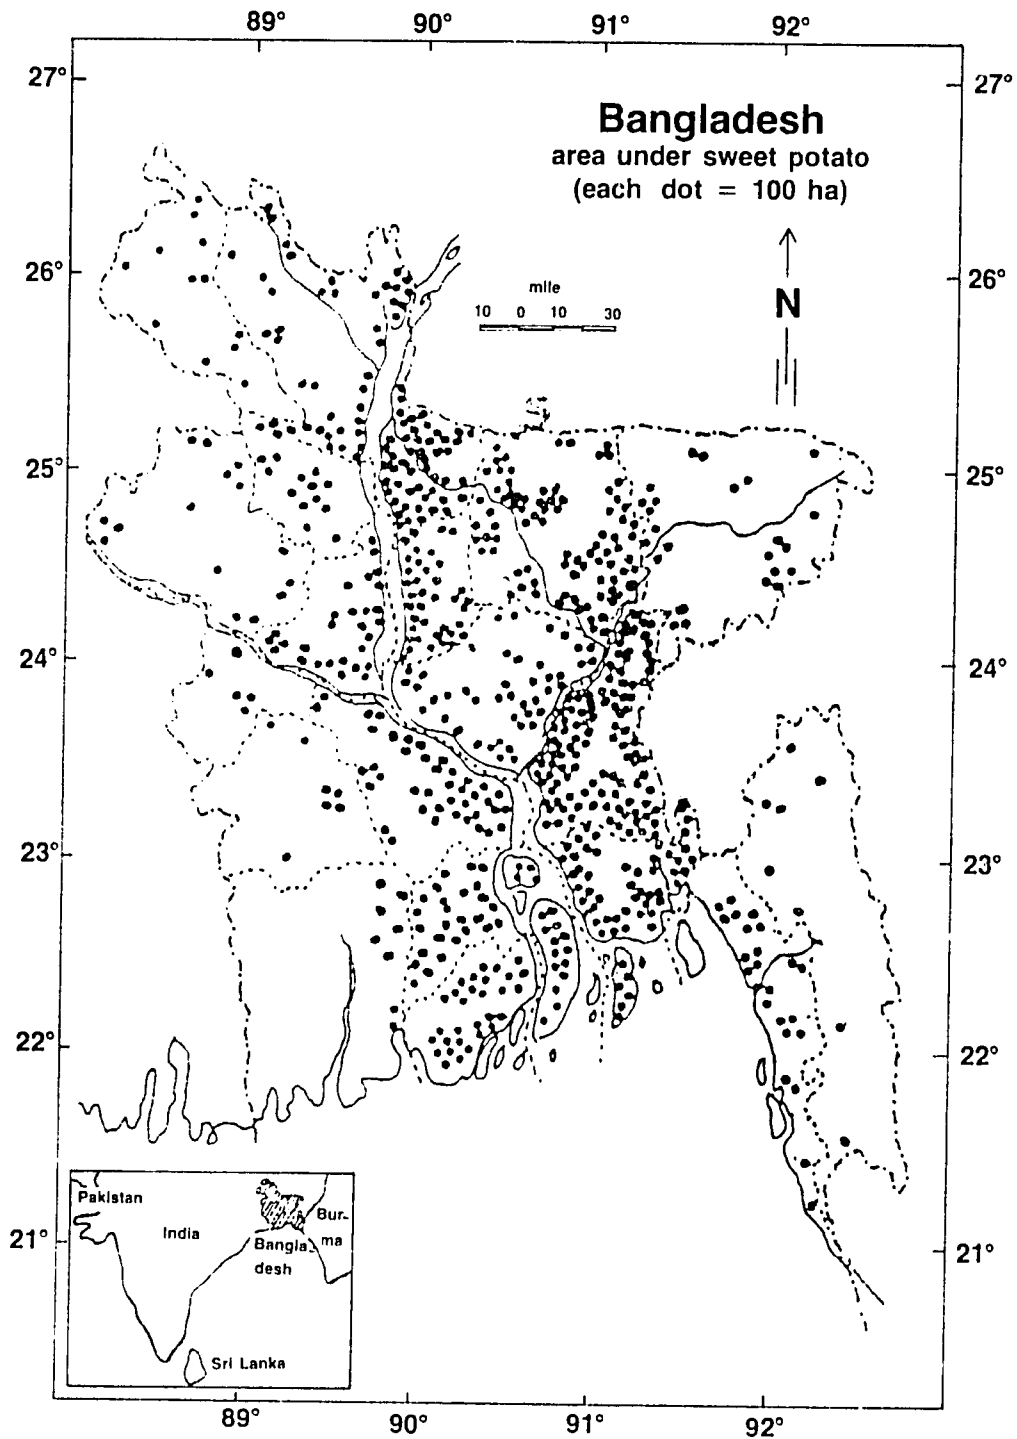 89° 90° 91° 92°
27° 27°
Bangladesh
area under sweet potato
(each dot = 100 ha)
26° 26°
mile
10 0 10 30
N
25° 25°
24° 24°
23° 23°
22° 22°
Pakistan
India
Bur-
ma
Bangla-
desh
Sri Lanka
21° 21°
89° 90° 91° 92°